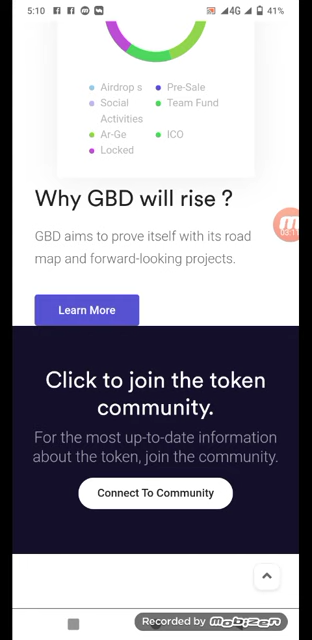 5:10
4G
41%
Airdrop s
Pre-Sale
Social Activities
Team Fund
Ar-Ge
ICO
Locked
Why GBD will rise ?
GBD aims to prove itself with its road
map and forward-looking projects.
Learn More
Click to join the token
community.
For the most up-to-date information
about the token, join the community.
Connect To Community
Recorded by mobizen